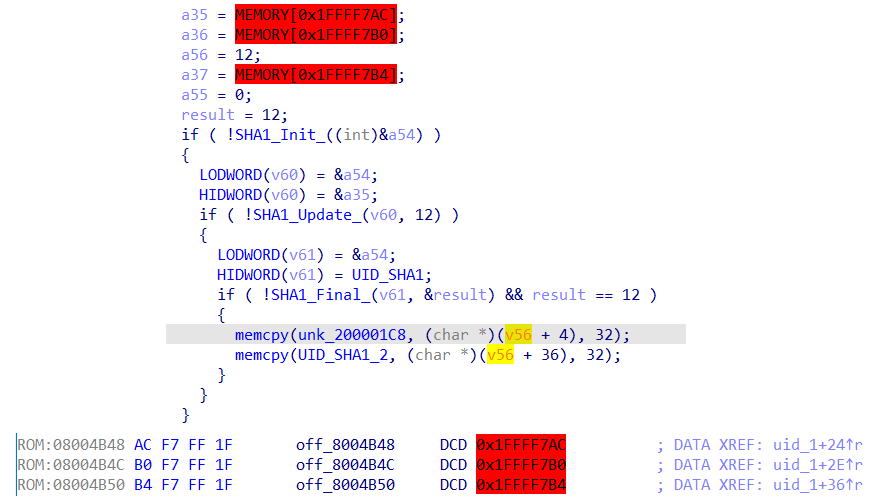 a35 = MEMORY[0x1FFFF7AC];
a36 = MEMORY[0x1FFFF7B0];
a56 = 12;
a37 = MEMORY[0x1FFFF7B4];
a55 = 0;
result = 12;
if ( !SHA1_Init_((int)&a54) )
{
LODWORD(v60) = &a54;
HIDWORD(v60) = &a35;
if ( !SHA1_Update_(v60, 12) )
{
LODWORD(v61) = &a54;
HIDWORD(v61) = UID_SHA1;
if ( !SHA1_Final_(v61, &result) && result == 12 )
{
memcpy(unk_200001C8, (char *)(v56 + 4), 32);
memcpy(UID_SHA1_2, (char *)(v56 + 36), 32);
}
}
}
ROM:08004B48 AC F7 FF 1F off_8004B48 DCD 0x1FFFF7AC ; DATA XREF: uid_1+24↑r
ROM:08004B4C B0 F7 FF 1F off_8004B4C DCD 0x1FFFF7B0 ; DATA XREF: uid_1+2E↑r
ROM:08004B50 B4 F7 FF 1F off_8004B50 DCD 0x1FFFF7B4 ; DATA XREF: uid_1+36↑r